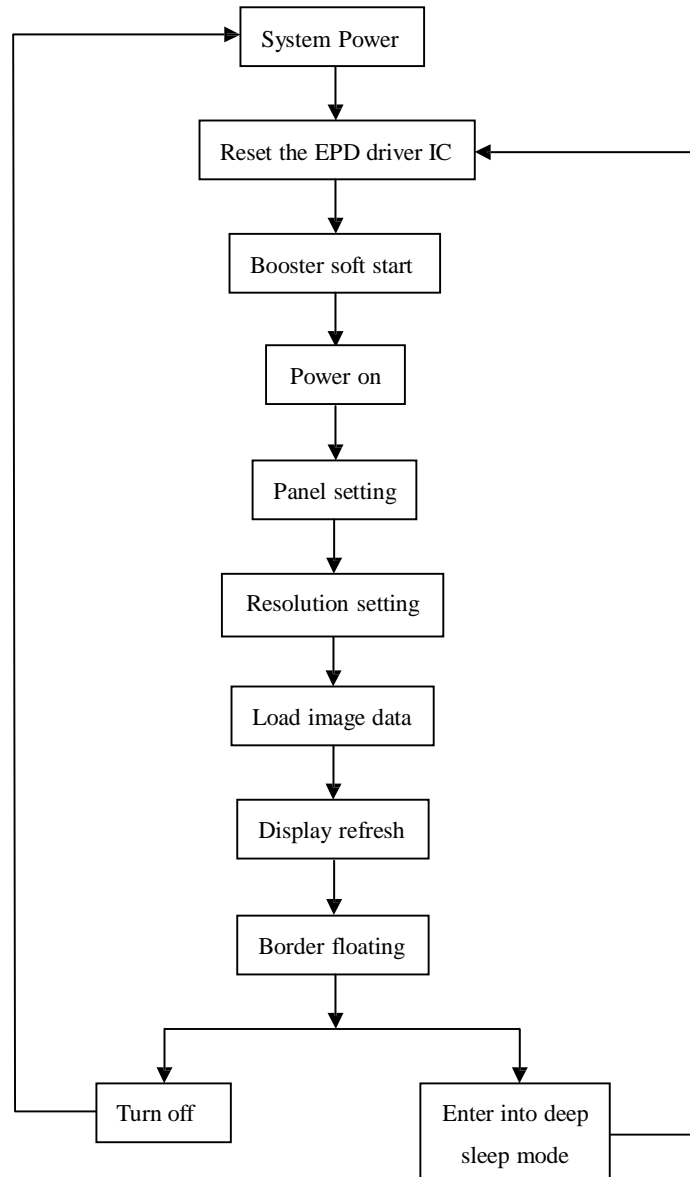 System Power
Reset the EPD driver IC
Booster soft start
Power on
Panel setting
Resolution setting
Load image data
Display refresh
Border floating
Turn off
Enter into deep
sleep mode